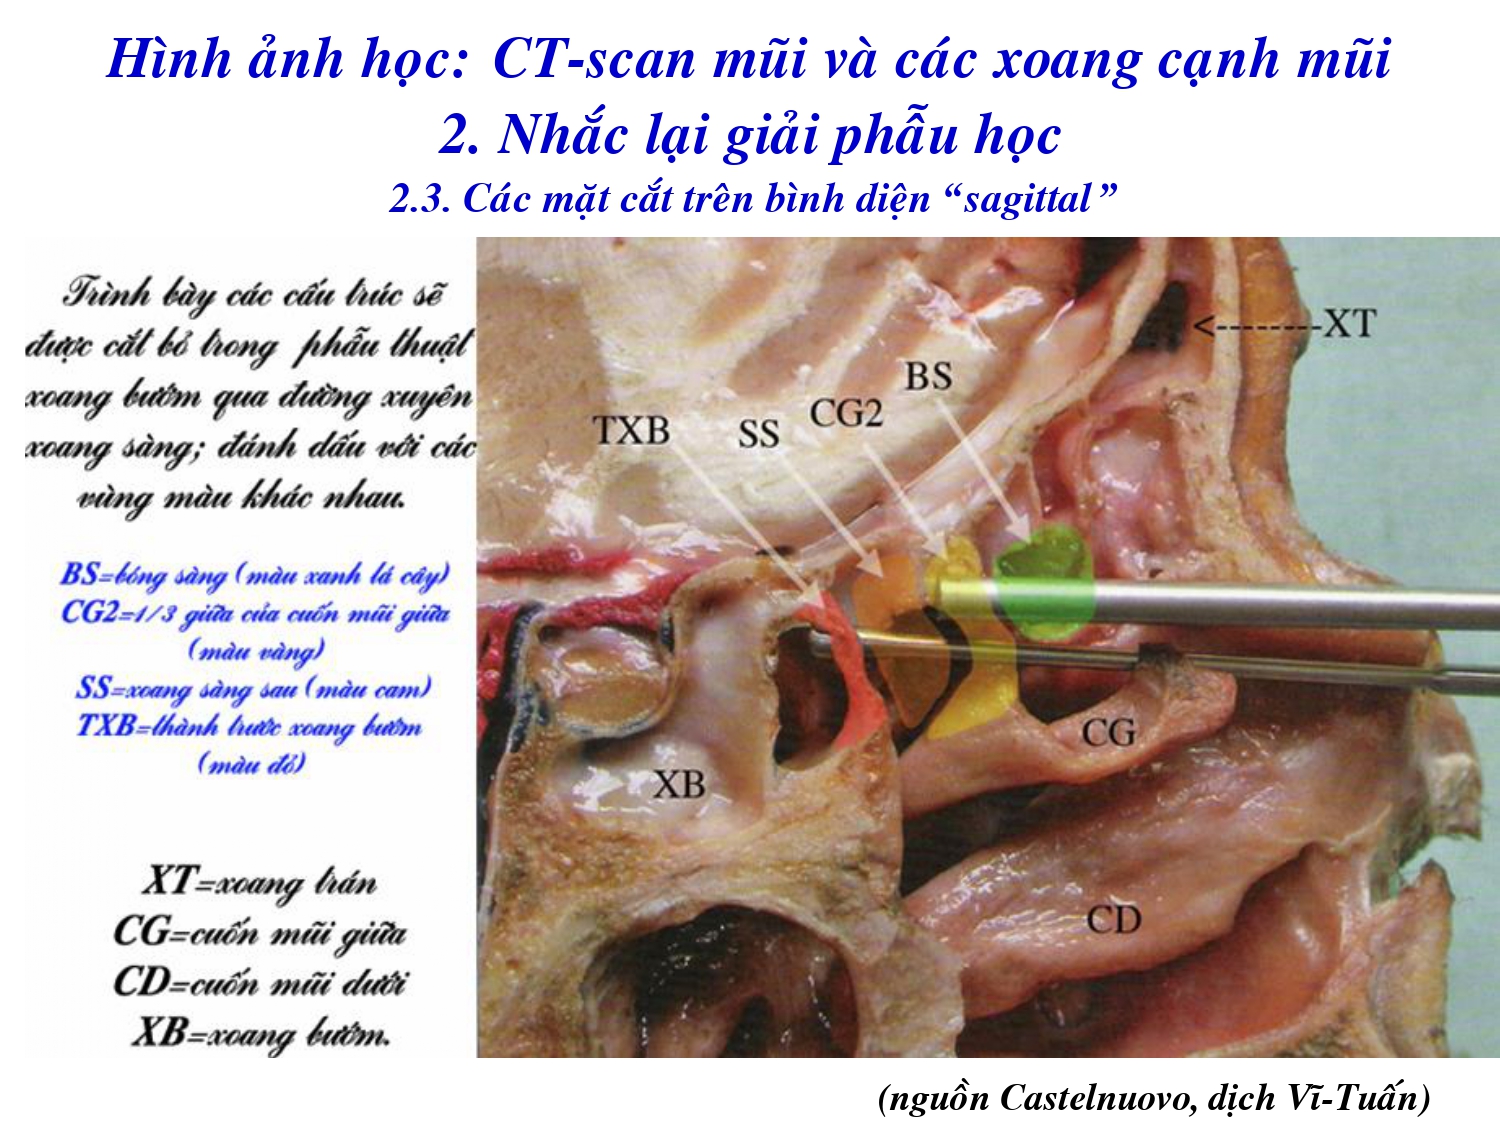 Hình ảnh học: CT-scan mũi và các xoang cạnh mũi
2. Nhắc lại giải phẫu học
2.3. Các mặt cắt trên bình diện “sagittal”
Trình bày các cấu trúc sẽ
được cắt bỏ trong phẫu thuật
xoang bướm qua đường xuyên
xoang sàng; đánh dấu với các
vùng màu khác nhau.
BS=bóng sàng (màu xanh lá cây)
CG2=1/3 giữa của cuốn mũi giữa
(màu vàng)
SS=xoang sàng sau (màu cam)
TXB=thành trước xoang bướm
(màu đỏ)
XT=xoang trán
CG=cuốn mũi giữa
CD=cuốn mũi dưới
XB=xoang bướm.
<--------XT
BS
CG2
SS
TXB
CG
XB
CD
(nguồn Castelnuovo, dịch Vĩ-Tuấn)